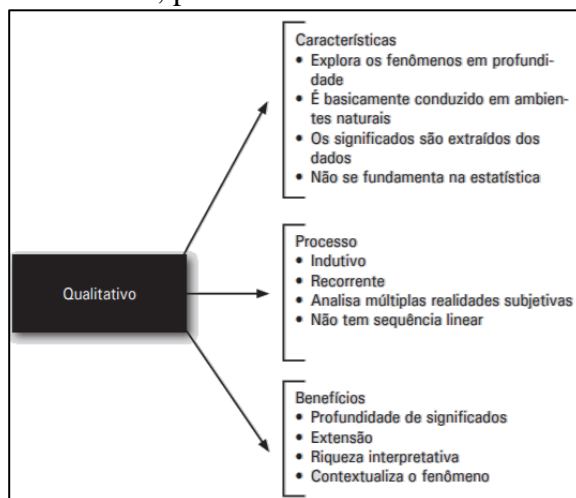 Características
• Explora os fenômenos em profundi-
dade
• É basicamente conduzido em ambien-
tes naturais
• Os significados são extraídos dos
dados
• Não se fundamenta na estatística
Qualitativo
Processo
• Indutivo
• Recorrente
• Analisa múltiplas realidades subjetivas
• Não tem sequência linear
Benefícios
• Profundidade de significados
• Extensão
• Riqueza interpretativa
• Contextualiza o fenômeno